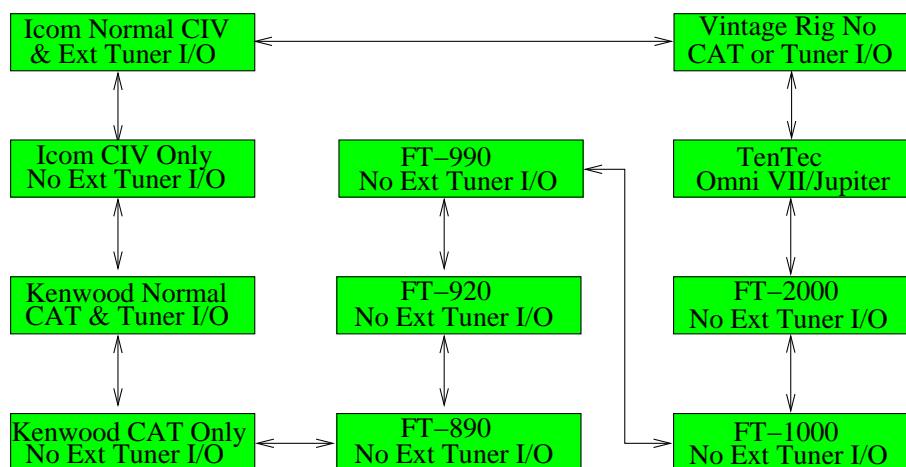 Icom Normal CIV
& Ext Tuner I/O
Vintage Rig No
CAT or Tuner I/O
Icom CIV Only
No Ext Tuner I/O
FT−990
No Ext Tuner I/O
TenTec
Omni VII/Jupiter
Kenwood Normal
CAT & Tuner I/O
FT−920
No Ext Tuner I/O
FT−2000
No Ext Tuner I/O
Kenwood CAT Only
No Ext Tuner I/O
FT−890
No Ext Tuner I/O
FT−1000
No Ext Tuner I/O